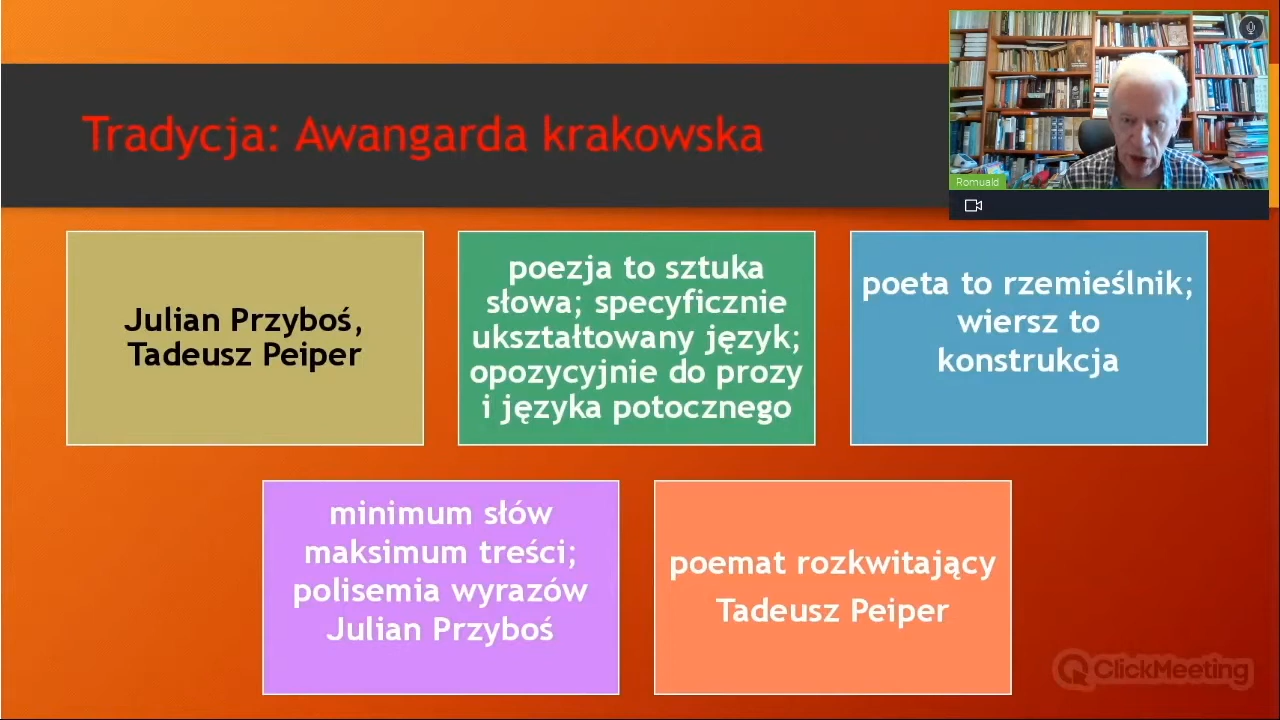 Tradycja: Awangarda krakowska
Romuald
Julian Przyboś,
Tadeusz Peiper
poezja to sztuka
słowa; specyficznie
ukształtowany język;
opozycyjnie do prozy
i języka potocznego
poeta to rzemieślnik;
wiersz to
konstrukcja
minimum słów
maksimum treści;
polisemia wyrazów
Julian Przyboś
poemat rozkwitający
Tadeusz Peiper
ClickMeeting